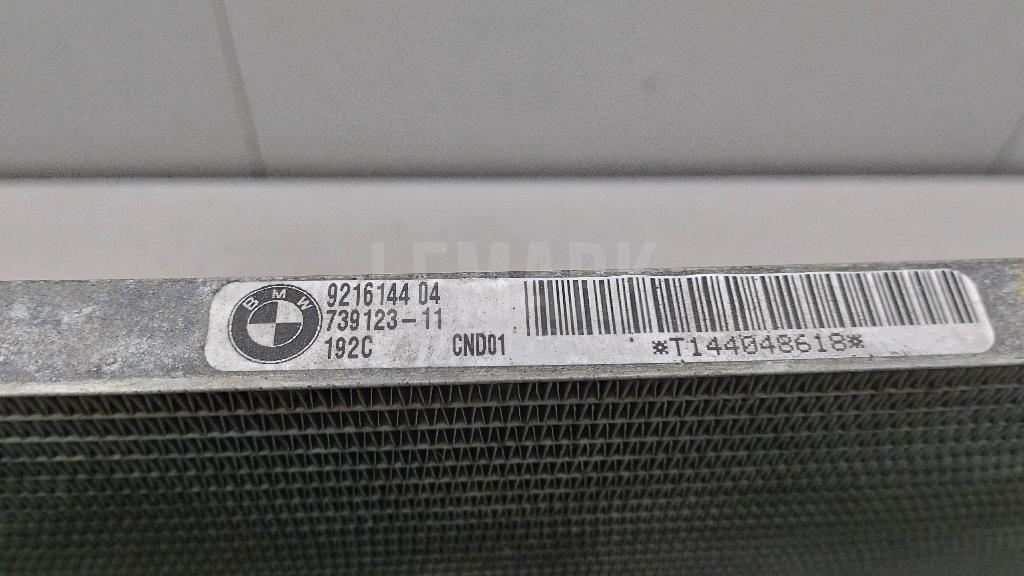 LEMARK
BMW
9216144 04
739123-11
192C CND01
*T144048618*